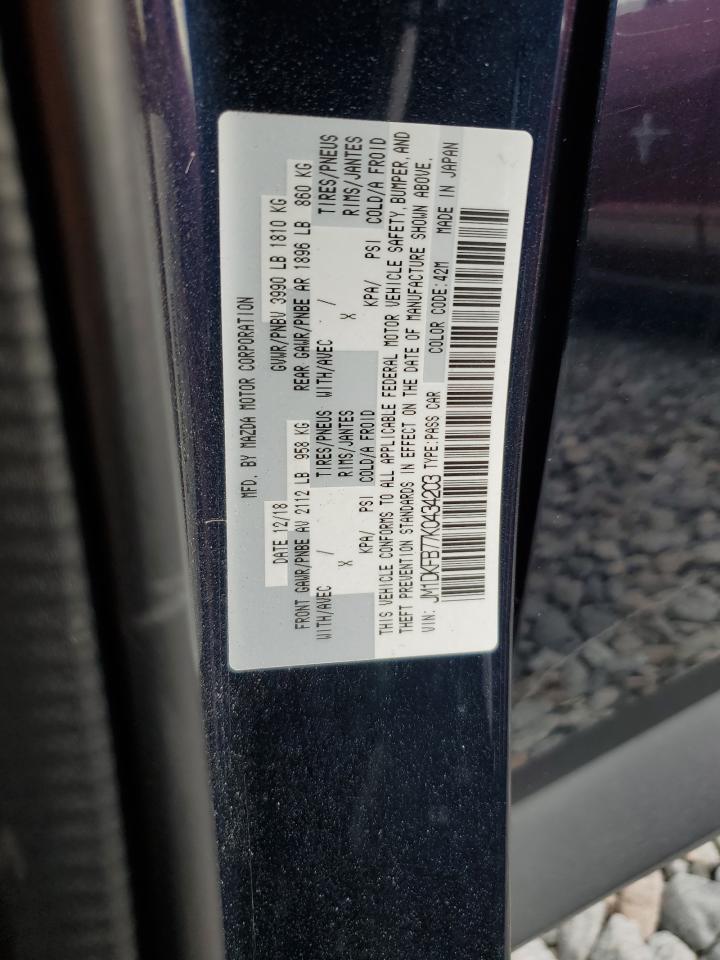 MFD. BY MAZDA MOTOR CORPORATION
DATE 12/18 GVWR/PNBV 3990 LB 1810 KG
FRONT GAWR/PNBE AV 2112 LB 958 KG REAR GAWR/PNBE AR 1896 LB 860 KG
WITH/AVEC / TIRES/PNEUS WITH/AVEC / TIRES/PNEUS
X RIMS/JANTES X RIMS/JANTES
KPA/ PSI COLD/A FROID KPA/ PSI COLD/A FROID
THIS VEHICLE CONFORMS TO ALL APPLICABLE FEDERAL MOTOR VEHICLE SAFETY, BUMPER, AND
THEFT PREVENTION STANDARDS IN EFFECT ON THE DATE OF MANUFACTURE SHOWN ABOVE.
VIN: JM1DKFB77K0434203 TYPE:PASS CAR COLOR CODE:42M MADE IN JAPAN